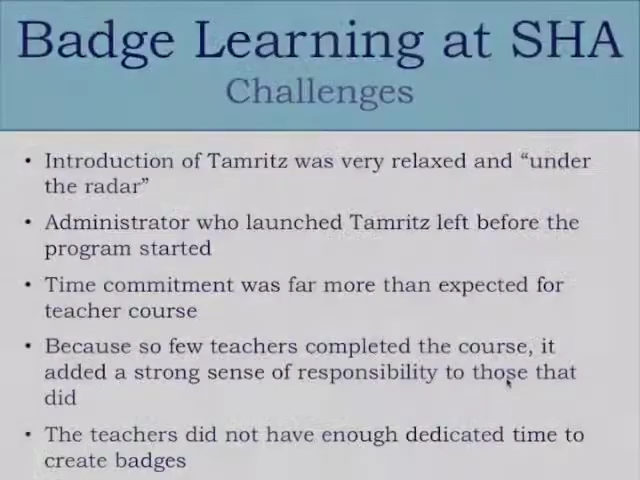 Badge Learning at SHA
Challenges
• Introduction of Tamritz was very relaxed and “under
the radar”
• Administrator who launched Tamritz left before the
program started
• Time commitment was far more than expected for
teacher course
• Because so few teachers completed the course, it
added a strong sense of responsibility to those that
did
• The teachers did not have enough dedicated time to
create badges